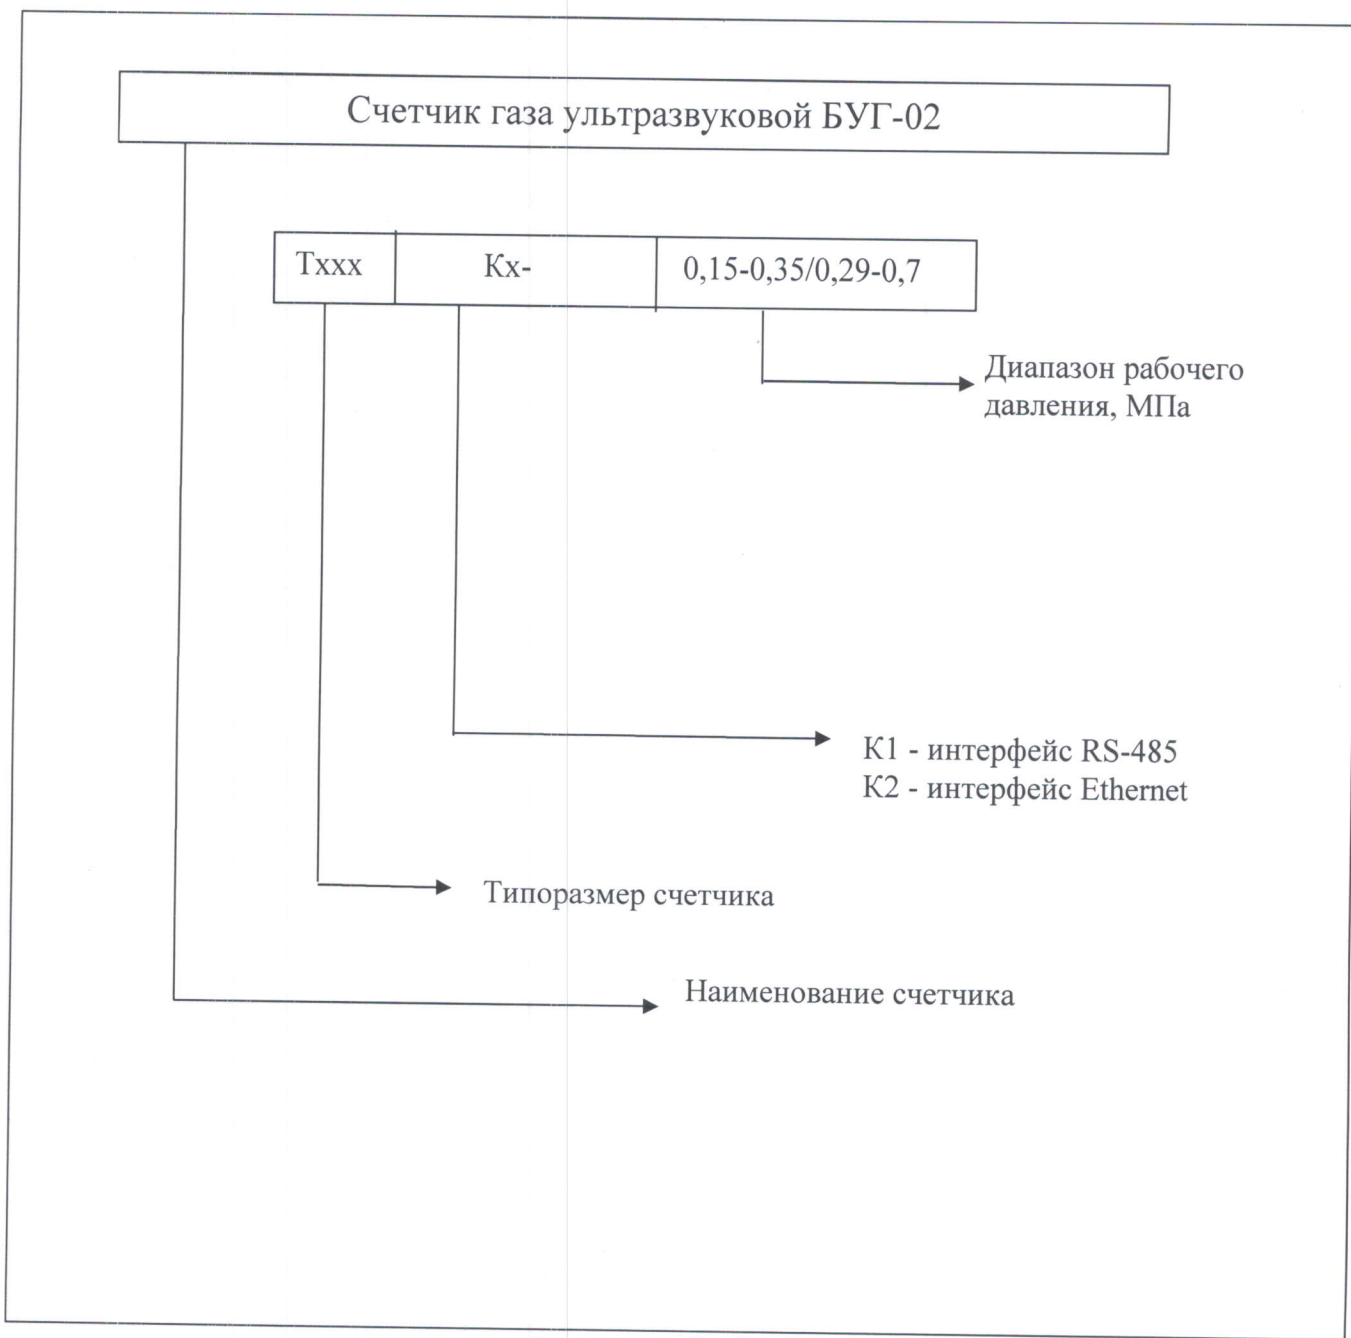 Счетчик газа ультразвуковой БУГ-02
Тххх Кх- 0,15-0,35/0,29-0,7
Диапазон рабочего
давления, МПа
К1 - интерфейс RS-485
К2 - интерфейс Ethernet
Типоразмер счетчика
Наименование счетчика